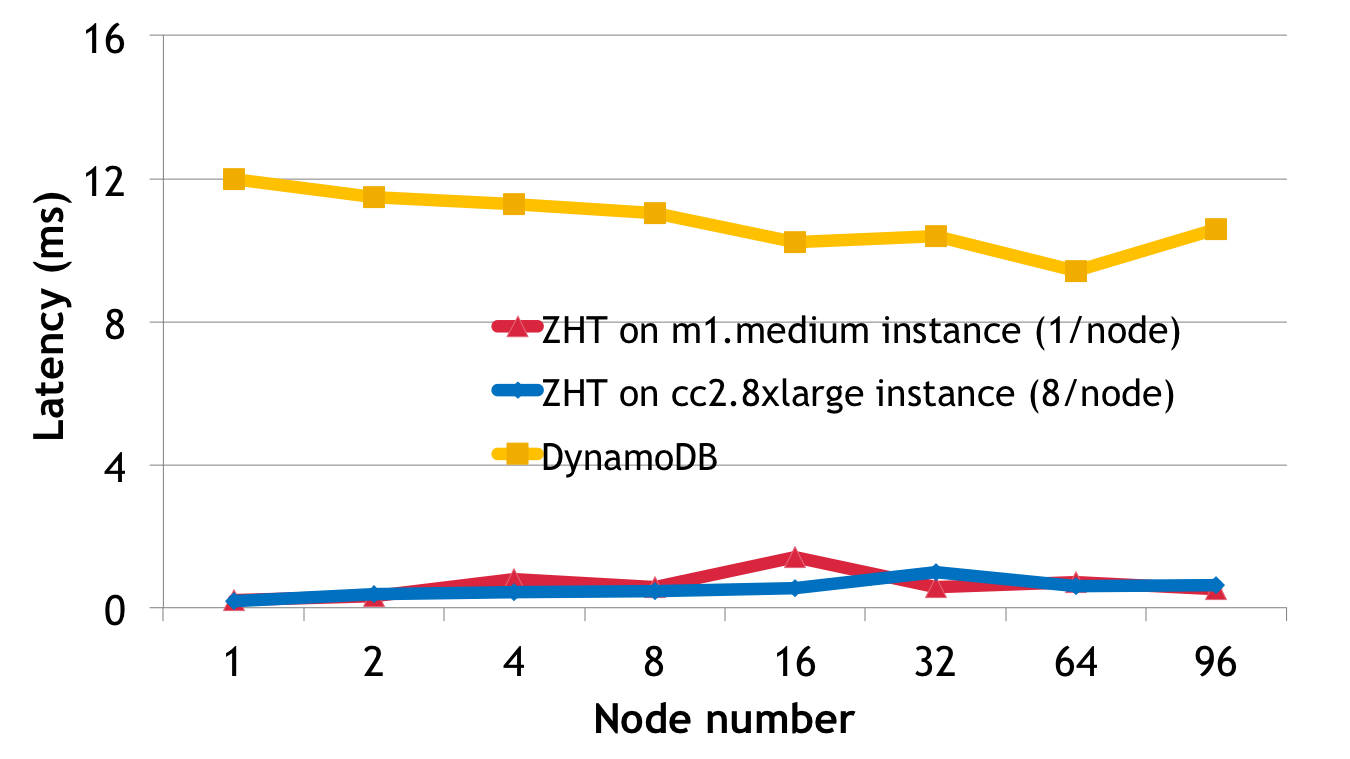 16
12
8
4
0
Latency (ms)
ZHT on m1.medium instance (1/node)
ZHT on cc2.8xlarge instance (8/node)
DynamoDB
1 2 4 8 16 32 64 96
Node number